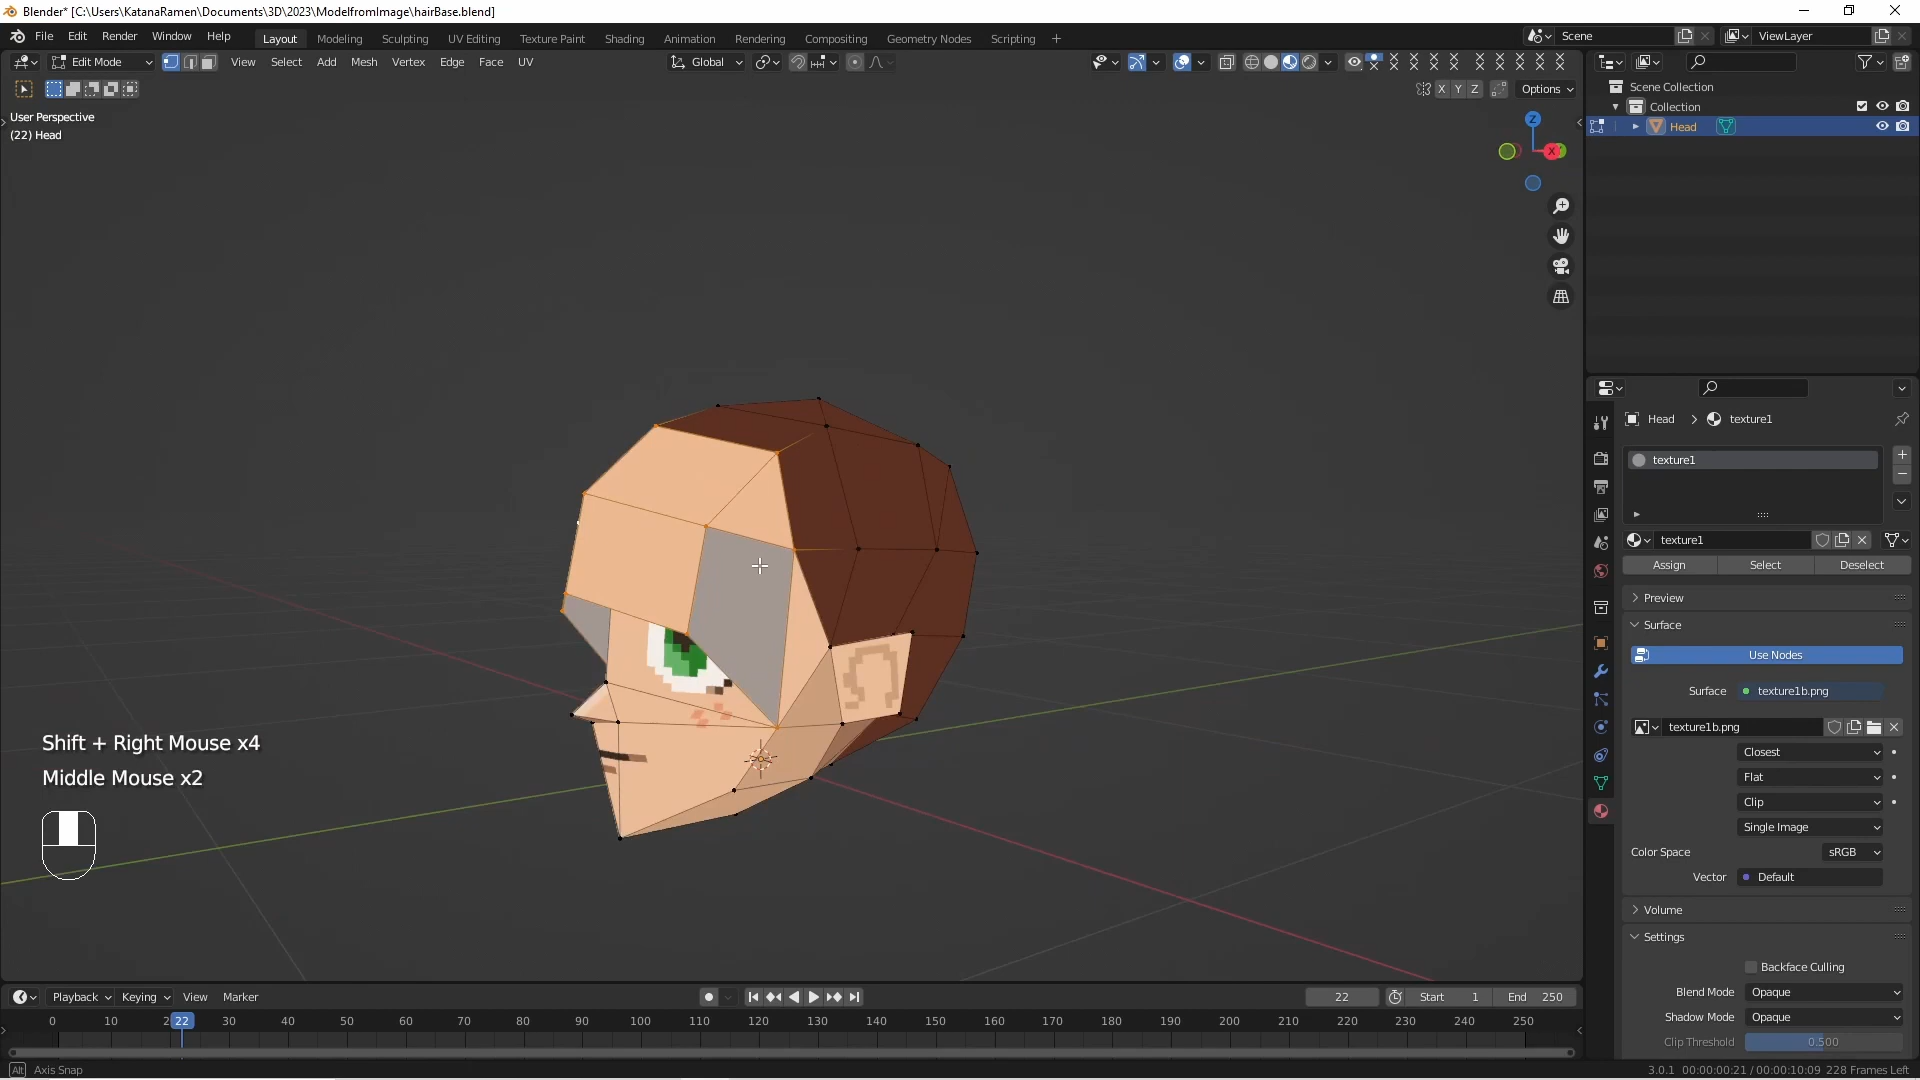 Blender* [C:\Users\KatanaRamen\Documents\3D\2023\ModelfromImage\hairBase.blend]
File Edit Render Window Help Layout Modeling Sculpting UV Editing Texture Paint Shading Animation Rendering Compositing Geometry Nodes Scripting + Scene ViewLayer
Edit Mode View Select Add Mesh Vertex Edge Face UV Global
X Y Z Options
User Perspective
(22) Head
Z
X
Scene Collection
Collection
Head
Head > texture1
texture1
texture1
Assign Select Deselect
Preview
Surface
Use Nodes
Surface texture1b.png
texture1b.png
Closest
Flat
Clip
Single Image
Color Space sRGB
Vector Default
Volume
Settings
Backface Culling
Blend Mode Opaque
Shadow Mode Opaque
Clip Threshold 0.500
Shift + Right Mouse x4
Middle Mouse x2
Playback Keying View Marker 22 Start 1 End 250
0 10 2 22 30 40 50 60 70 80 90 100 110 120 130 140 150 160 170 180 190 200 210 220 230 240 250
Alt Axis Snap 3.0.1 00:00:00:21 / 00:00:10:09 228 Frames Left